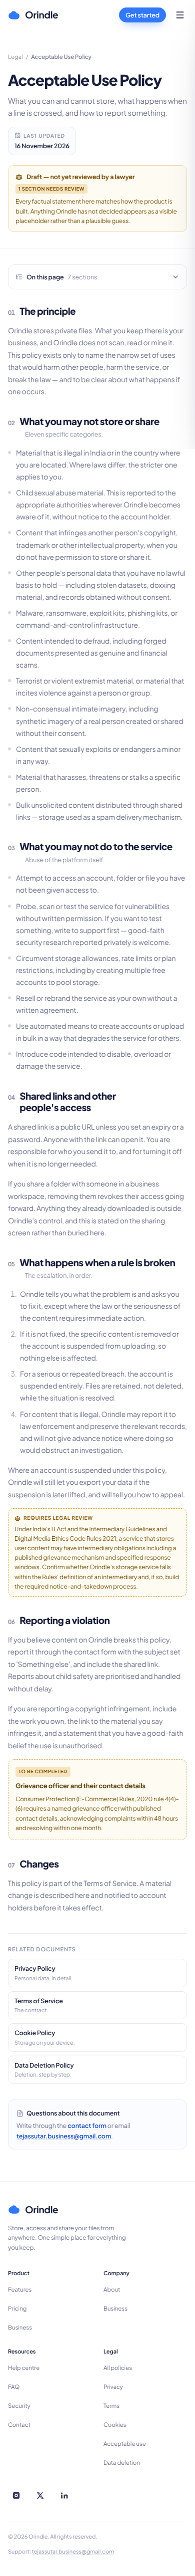 Orindle
Get started
Legal / Acceptable Use Policy
Acceptable Use Policy
What you can and cannot store, what happens when
a line is crossed, and how to report something.
LAST UPDATED
16 November 2026
Draft — not yet reviewed by a lawyer
1 SECTION NEEDS REVIEW
Every factual statement here matches how the product is
built. Anything Orindle has not decided appears as a visible
placeholder rather than a plausible guess.
On this page 7 sections
01 The principle
Orindle stores private files. What you keep there is your
business, and Orindle does not scan, read or mine it.
This policy exists only to name the narrow set of uses
that would harm other people, harm the service, or
break the law — and to be clear about what happens if
one occurs.
02 What you may not store or share
Eleven specific categories.
Material that is illegal in India or in the country where
you are located. Where laws differ, the stricter one
applies to you.
Child sexual abuse material. This is reported to the
appropriate authorities wherever Orindle becomes
aware of it, without notice to the account holder.
Content that infringes another person's copyright,
trademark or other intellectual property, when you
do not have permission to store or share it.
Other people's personal data that you have no lawful
basis to hold — including stolen datasets, doxxing
material, and records obtained without consent.
Malware, ransomware, exploit kits, phishing kits, or
command-and-control infrastructure.
Content intended to defraud, including forged
documents presented as genuine and financial
scams.
Terrorist or violent extremist material, or material that
incites violence against a person or group.
Non-consensual intimate imagery, including
synthetic imagery of a real person created or shared
without their consent.
Content that sexually exploits or endangers a minor
in any way.
Material that harasses, threatens or stalks a specific
person.
Bulk unsolicited content distributed through shared
links — storage used as a spam delivery mechanism.
03 What you may not do to the service
Abuse of the platform itself.
Attempt to access an account, folder or file you have
not been given access to.
Probe, scan or test the service for vulnerabilities
without written permission. If you want to test
something, write to support first — good-faith
security research reported privately is welcome.
Circumvent storage allowances, rate limits or plan
restrictions, including by creating multiple free
accounts to pool storage.
Resell or rebrand the service as your own without a
written agreement.
Use automated means to create accounts or upload
in bulk in a way that degrades the service for others.
Introduce code intended to disable, overload or
damage the service.
04 Shared links and other
people's access
A shared link is a public URL unless you set an expiry or a
password. Anyone with the link can open it. You are
responsible for who you send it to, and for turning it off
when it no longer needed.
If you share a folder with someone in a business
workspace, removing them revokes their access going
forward. Anything they already downloaded is outside
Orindle's control, and this is stated on the sharing
screen rather than buried here.
05 What happens when a rule is broken
The escalation, in order.
1. Orindle tells you what the problem is and asks you
to fix it, except where the law or the seriousness of
the content requires immediate action.
2. If it is not fixed, the specific content is removed or
the account is suspended from uploading, so
nothing else is affected.
3. For a serious or repeated breach, the account is
suspended entirely. Files are retained, not deleted,
while the situation is resolved.
4. For content that is illegal, Orindle may report it to
law enforcement and preserve the relevant records,
and will not give advance notice where doing so
would obstruct an investigation.
Where an account is suspended under this policy,
Orindle will still let you export your data if the
suspension is later lifted, and will tell you how to appeal.
REQUIRES LEGAL REVIEW
Under India's IT Act and the Intermediary Guidelines and
Digital Media Ethics Code Rules 2021, a service that stores
user content may have intermediary obligations including a
published grievance mechanism and specified response
windows. Confirm whether Orindle's storage service falls
within the Rules' definition of an intermediary and, if so, build
the required notice-and-takedown process.
06 Reporting a violation
If you believe content on Orindle breaks this policy,
report it through the contact form with the subject set
to 'Something else', and include the shared link.
Reports about child safety are prioritised and handled
without delay.
If you are reporting a copyright infringement, include
the work you own, the link to the material you say
infringes it, and a statement that you have a good-faith
belief the use is unauthorised.
TO BE COMPLETED
Grievance officer and their contact details
Consumer Protection (E-Commerce) Rules, 2020 rule 4(4)–
(6) requires a named grievance officer with published
contact details, acknowledging complaints within 48 hours
and resolving within one month.
07 Changes
This policy is part of the Terms of Service. A material
change is described here and notified to account
holders before it takes effect.
RELATED DOCUMENTS
Privacy Policy
Personal data, in detail.
Terms of Service
The contract.
Cookie Policy
Storage on your device.
Data Deletion Policy
Deletion, step by step.
Questions about this document
Write through the contact form or email
tejassutar.business@gmail.com.
Orindle
Store, access and share your files from
anywhere. One simple place for everything
you keep.
Product
Company
Features
About
Pricing
Business
Business
Resources
Legal
Help centre
All policies
FAQ
Privacy
Security
Terms
Contact
Cookies
Acceptable use
Data deletion
© 2026 Orindle. All rights reserved.
Support: tejassutar.business@gmail.com